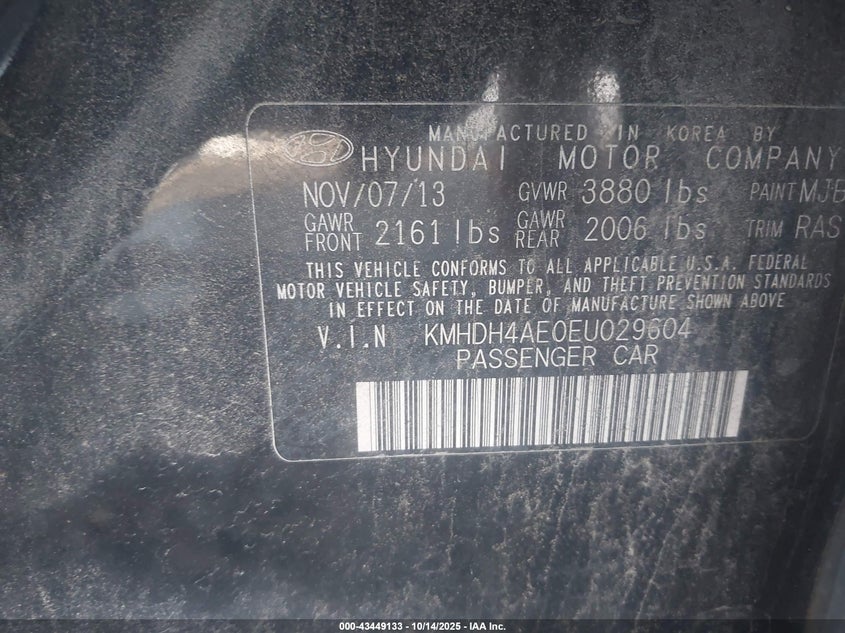 MANUFACTURED IN KOREA BY
HYUNDAI MOTOR COMPANY
NOV/07/13 GVWR 3880 lbs PAINT MJB
GAWR FRONT 2161 lbs GAWR REAR 2006 lbs TRIM RAS
THIS VEHICLE CONFORMS TO ALL APPLICABLE U.S.A. FEDERAL
MOTOR VEHICLE SAFETY, BUMPER, AND THEFT PREVENTION STANDARDS
IN EFFECT ON THE DATE OF MANUFACTURE SHOWN ABOVE
V.I.N KMHDH4AE0EU029604
PASSENGER CAR
000-43449133 - 10/14/2025 - IAA Inc.